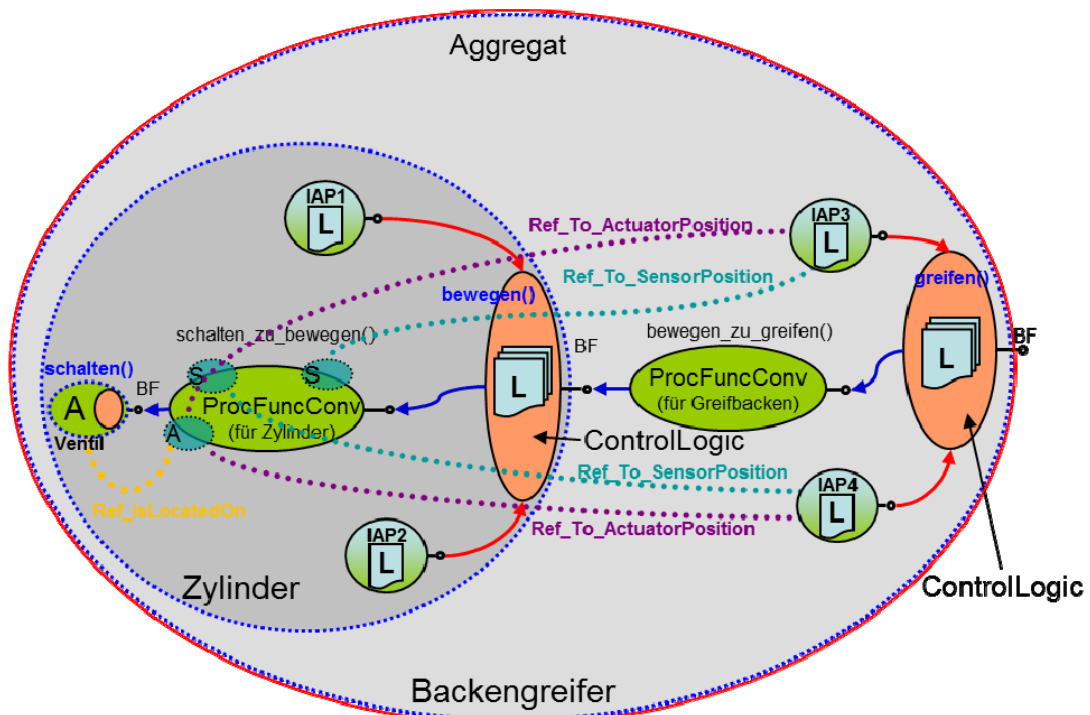 Aggregat
IAP1
L
IAP3
L
Ref_To_ActuatorPosition
Ref_To_SensorPosition
bewegen()
greifen()
schalten_zu_bewegen()
bewegen_zu_greifen()
BF
L
BF
L
schalten()
BF
S
S
A
Ventil
ProcFuncConv
(für Zylinder)
A
ProcFuncConv
(für Greifbacken)
ControlLogic
Ref_To_SensorPosition
Ref_isLocatedOn
IAP4
L
Ref_To_ActuatorPosition
IAP2
L
Zylinder
ControlLogic
Backengreifer